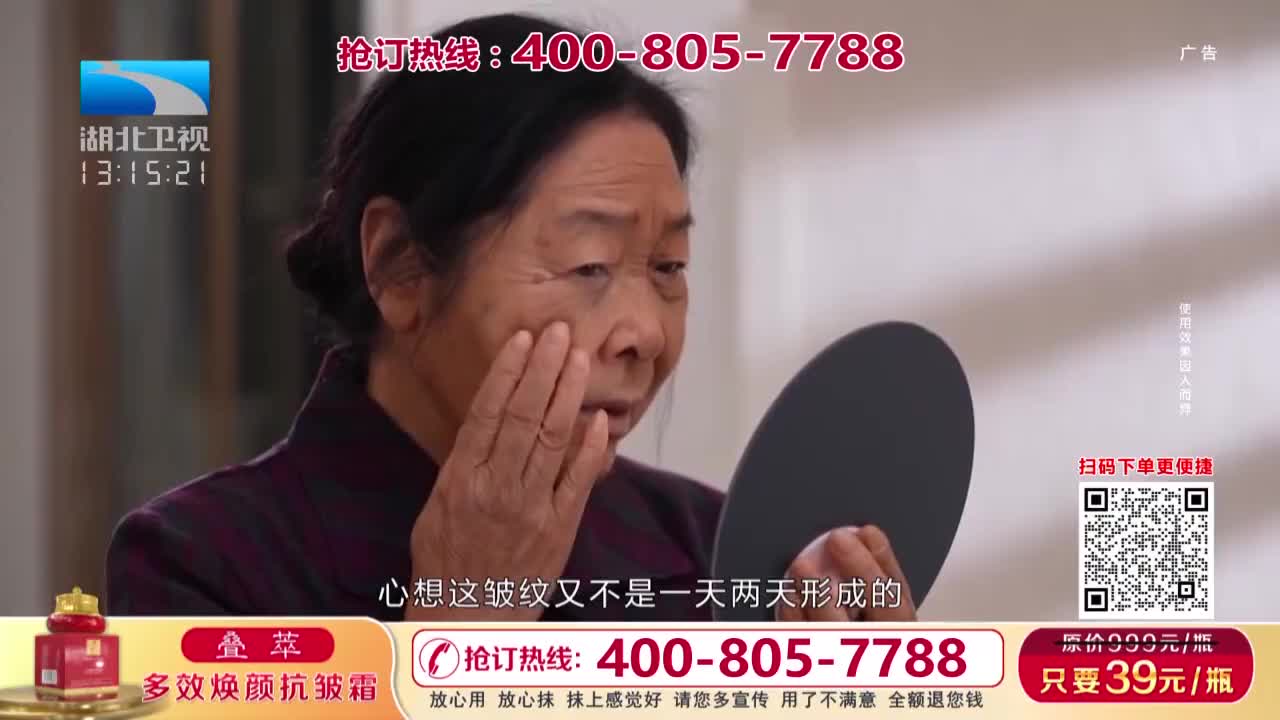 抢订热线：400-805-7788
广告
湖北卫视
13:15:21
使用效果因人而异
扫码下单更便捷
心想这皱纹又不是一天两天形成的
叠萃
多效焕颜抗皱霜
抢订热线：400-805-7788
放心用 放心抹 抹上感觉好 请您多宣传 用了不满意 全额退您钱
原价999元/瓶
只要39元/瓶